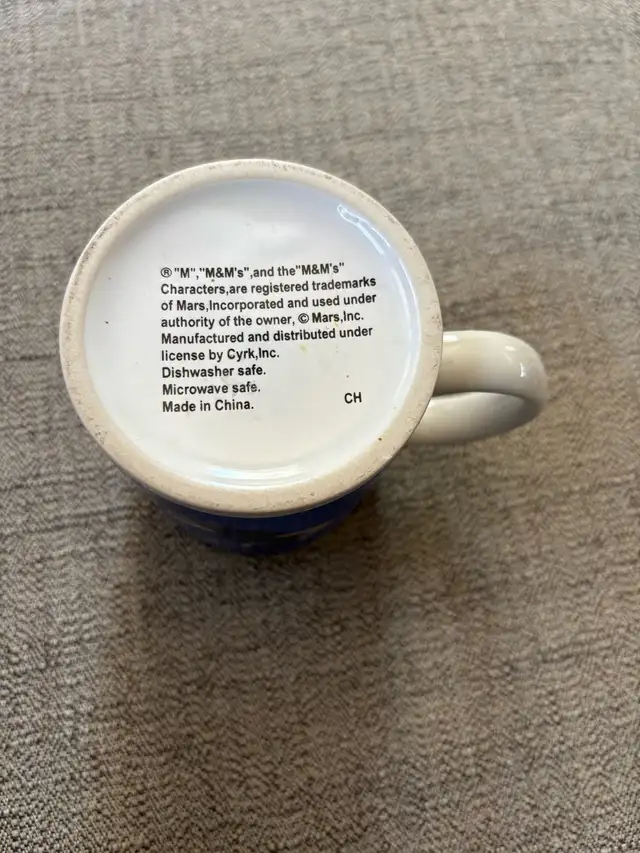 ® "M","M&M's",and the"M&M's"
Characters,are registered trademarks
of Mars,Incorporated and used under
authority of the owner, © Mars,Inc.
Manufactured and distributed under
license by Cyrk,Inc.
Dishwasher safe.
Microwave safe.
Made in China. CH